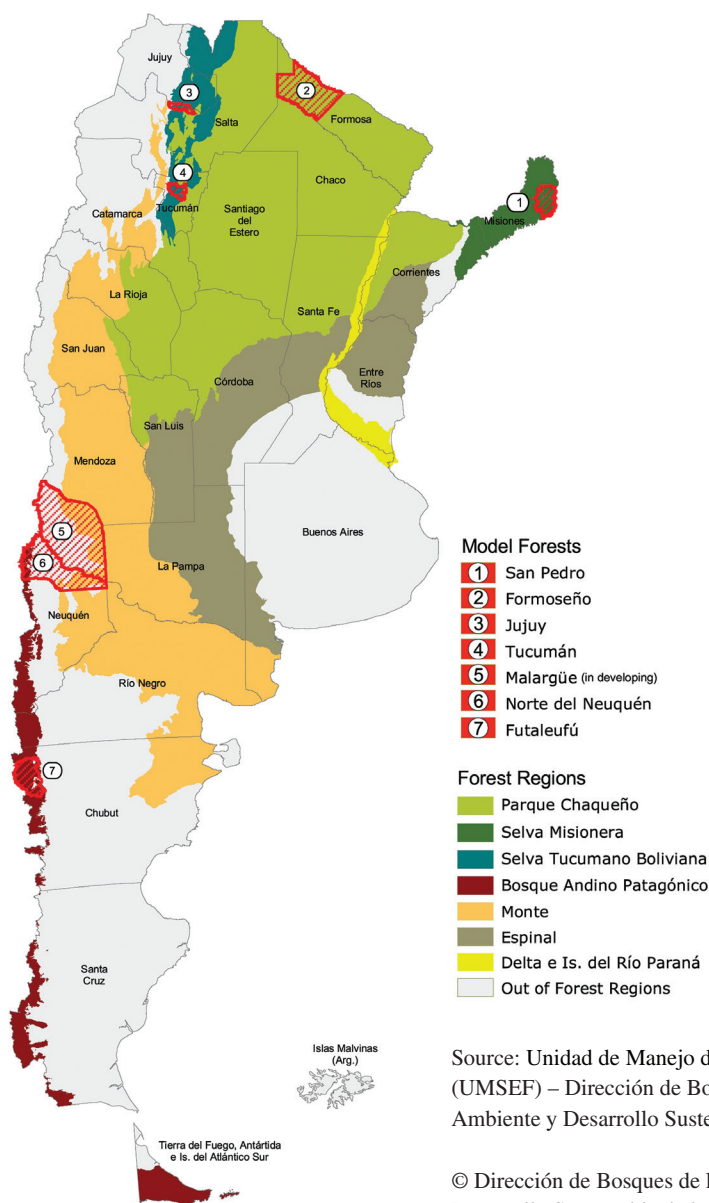 Jujuy
3
2
Salta
Formosa
4
Chaco
1
Misiones
Catamarca
Tucumán
Santiago
del
Estero
Corrientes
La Rioja
Santa Fe
San Juan
Córdoba
Entre
Ríos
San Luis
Mendoza
5
Buenos Aires
6
La Pampa
Neuquén
Río Negro
7
Chubut
Santa
Cruz
Islas Malvinas
(Arg.)
Tierra del Fuego, Antártida
e Is. del Atlántico Sur
Model Forests
1 San Pedro
2 Formoseño
3 Jujuy
4 Tucumán
5 Malargüe (in developing)
6 Norte del Neuquén
7 Futaleufú
Forest Regions
Parque Chaqueño
Selva Misionera
Selva Tucumano Boliviana
Bosque Andino Patagónico
Monte
Espinal
Delta e Is. del Río Paraná
Out of Forest Regions
Source: Unidad de Manejo d
(UMSEF) – Dirección de Bo
Ambiente y Desarrollo Suste
© Dirección de Bosques de